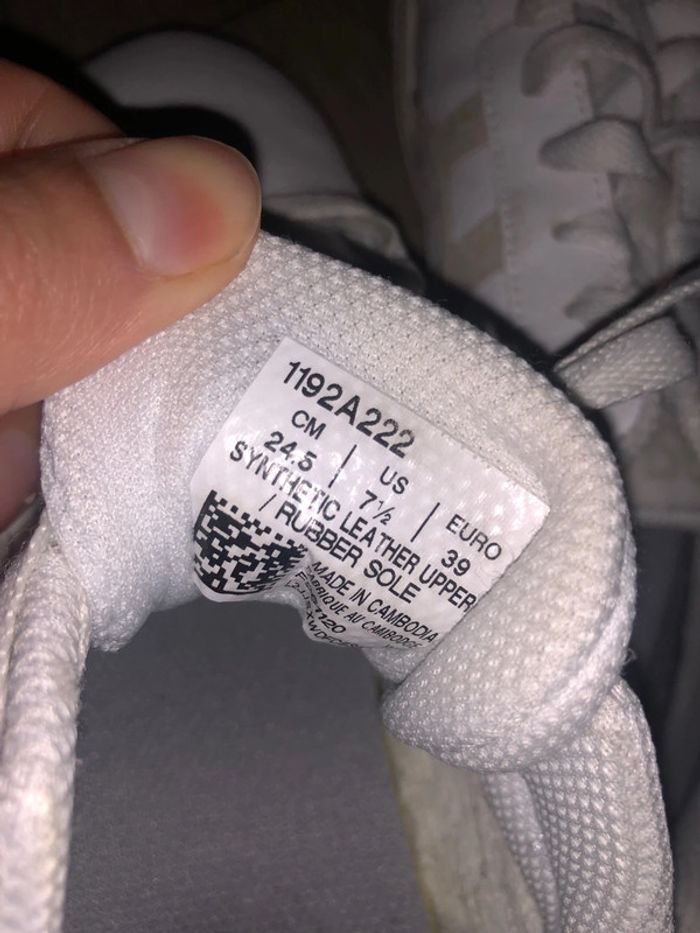 1192A222
CM | US | EURO
24.5 | 7½ | 39
SYNTHETIC LEATHER UPPER
/ RUBBER SOLE
MADE IN CAMBODIA
FABRIQUE AU CAMBODGE